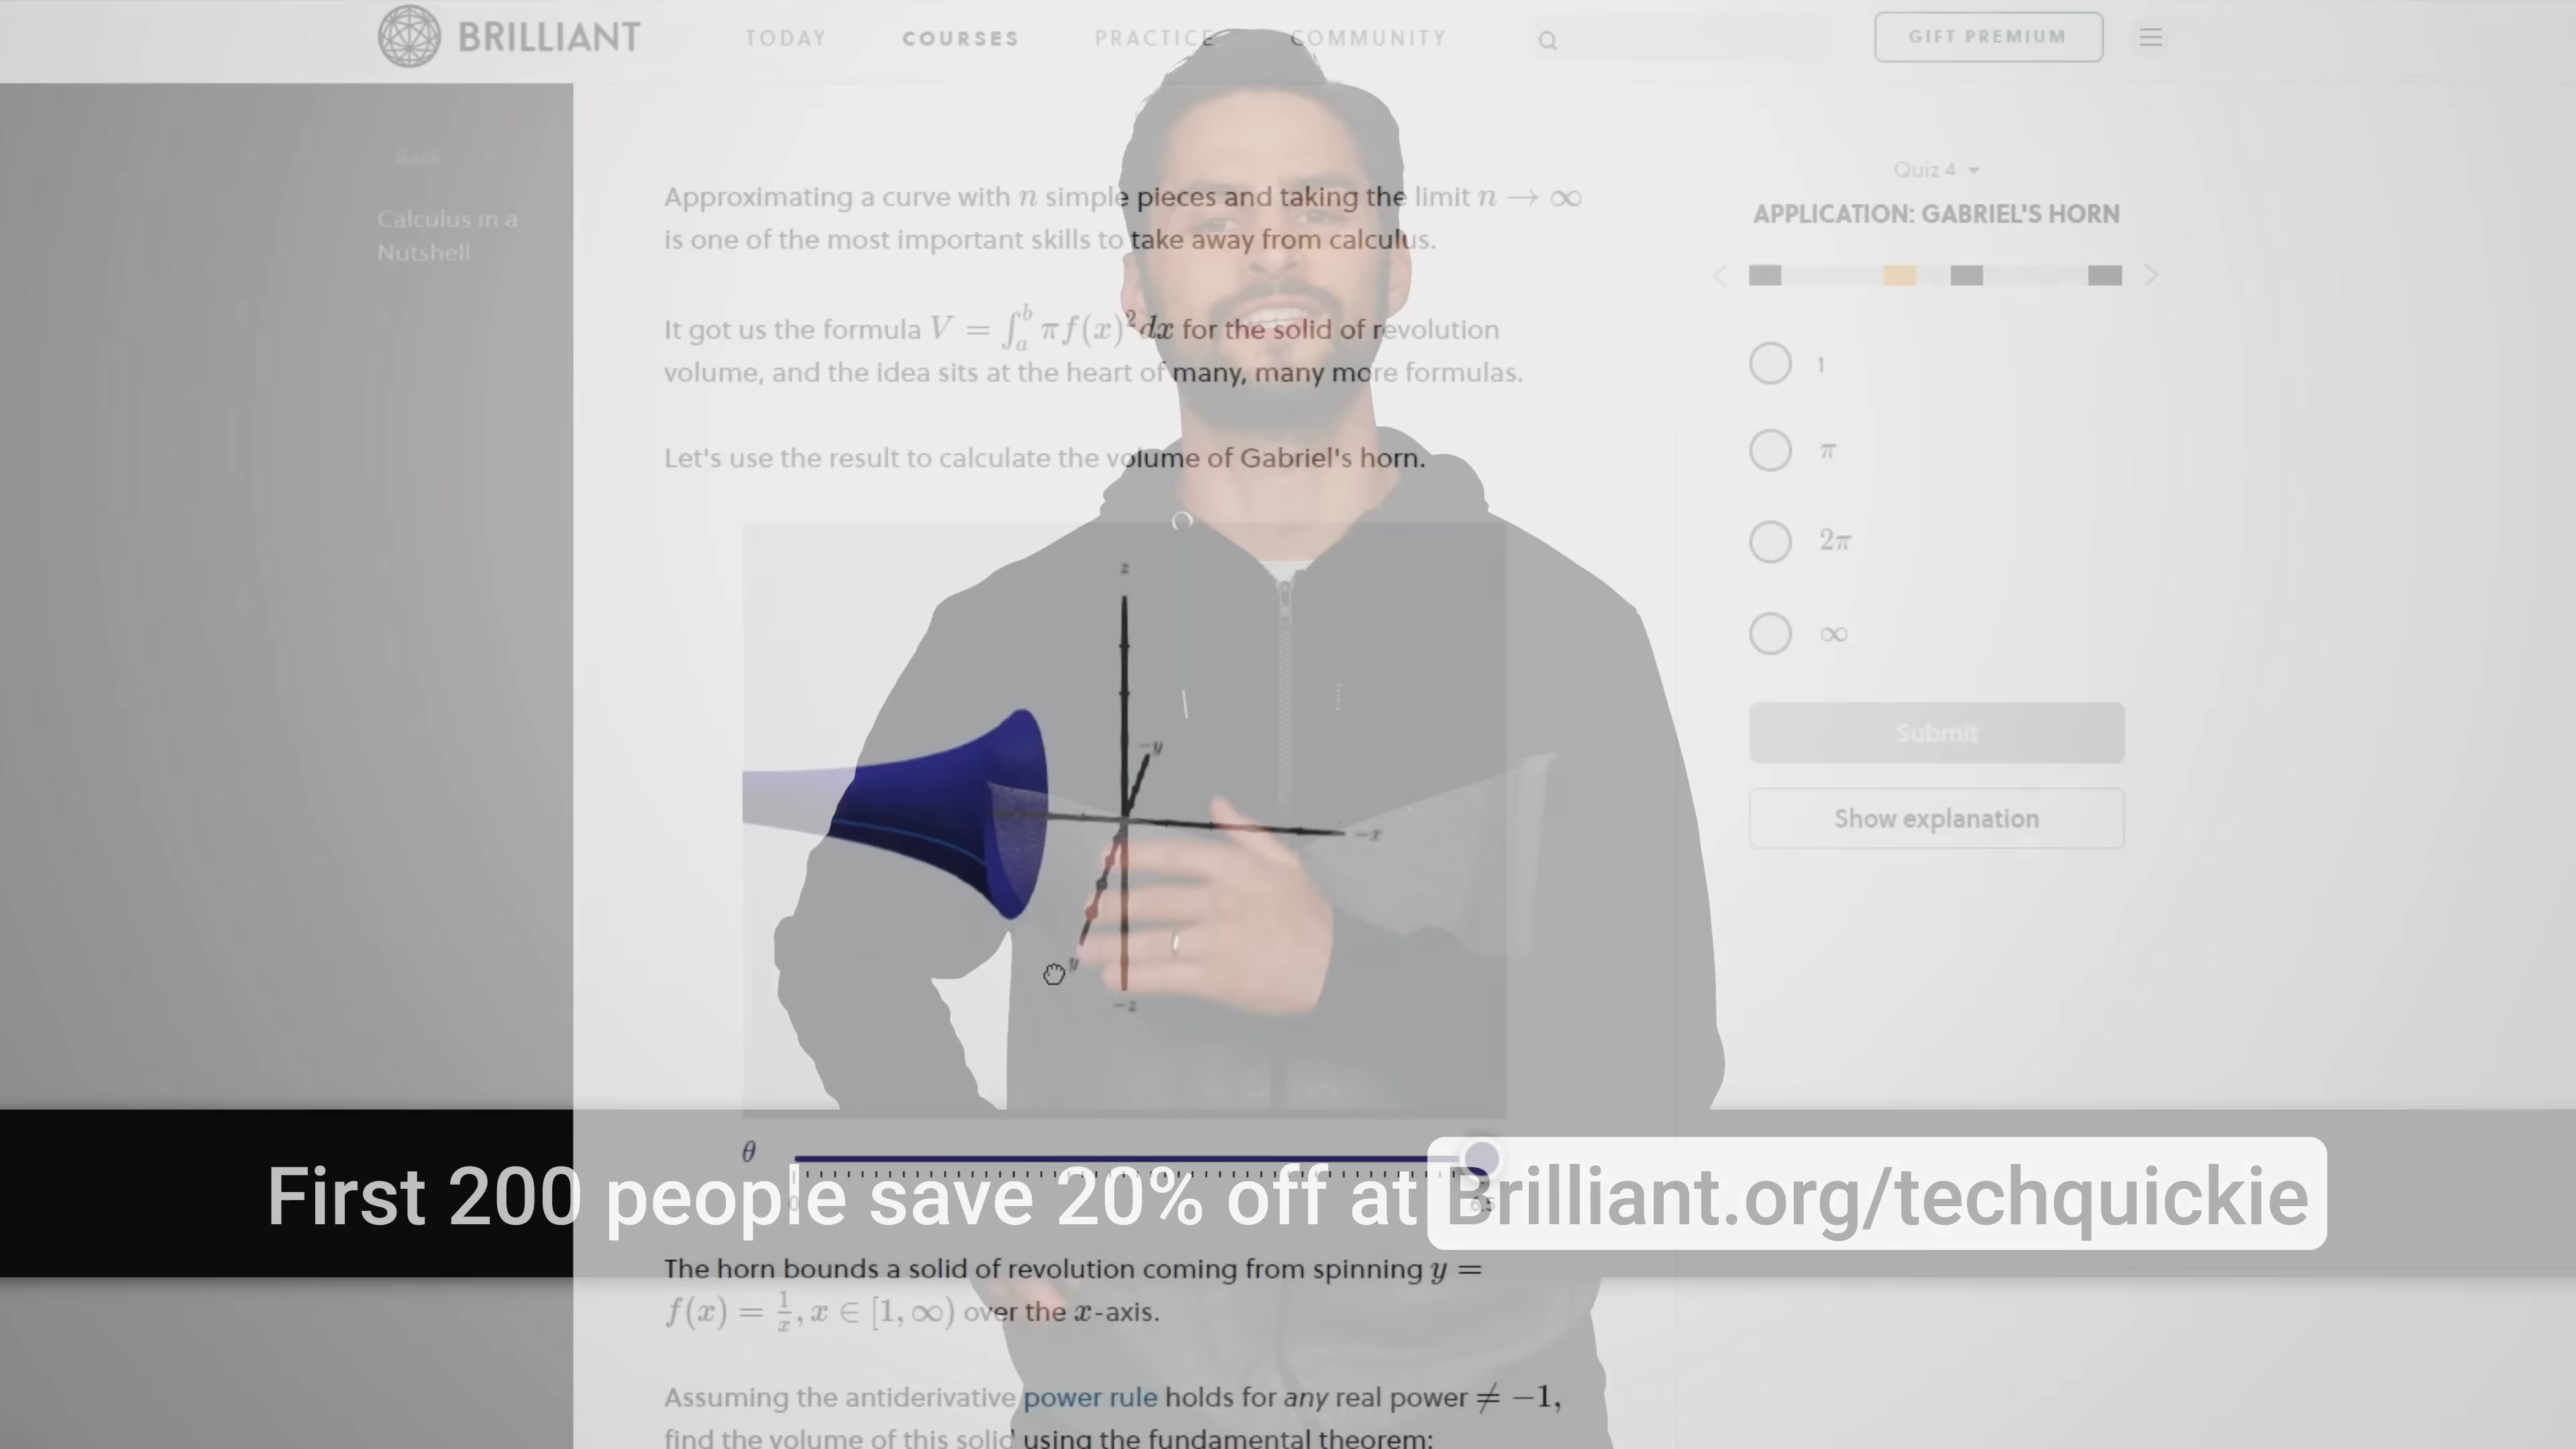 BRILLIANT
TODAY COURSES PRACTICE COMMUNITY
GIFT PREMIUM
Back
Calculus in a
Nutshell
Approximating a curve with n simple pieces and taking the limit n → ∞
is one of the most important skills to take away from calculus.
It got us the formula V = ∫ₐᵇ πf(x)²dx for the solid of revolution
volume, and the idea sits at the heart of many, many more formulas.
Let's use the result to calculate the volume of Gabriel's horn.
z
−y
−x
y
−z
θ
First 200 people save 20% off at Brilliant.org/techquickie
The horn bounds a solid of revolution coming from spinning y =
f(x) = 1/x, x ∈ [1, ∞) over the x-axis.
Assuming the antiderivative power rule holds for any real power ≠ −1,
find the volume of this solid using the fundamental theorem:
Quiz 4
APPLICATION: GABRIEL'S HORN
1
π
2π
∞
Submit
Show explanation